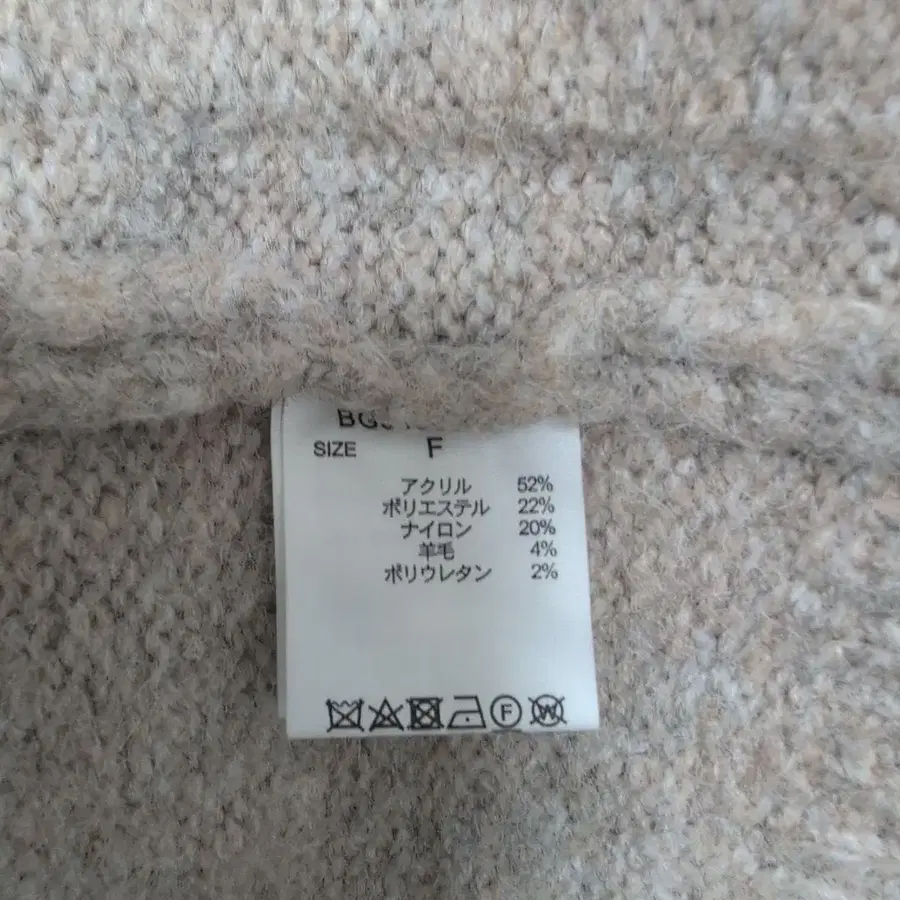 SIZE F
アクリル 52%
ポリエステル 22%
ナイロン 20%
羊毛 4%
ポリウレタン 2%
F W